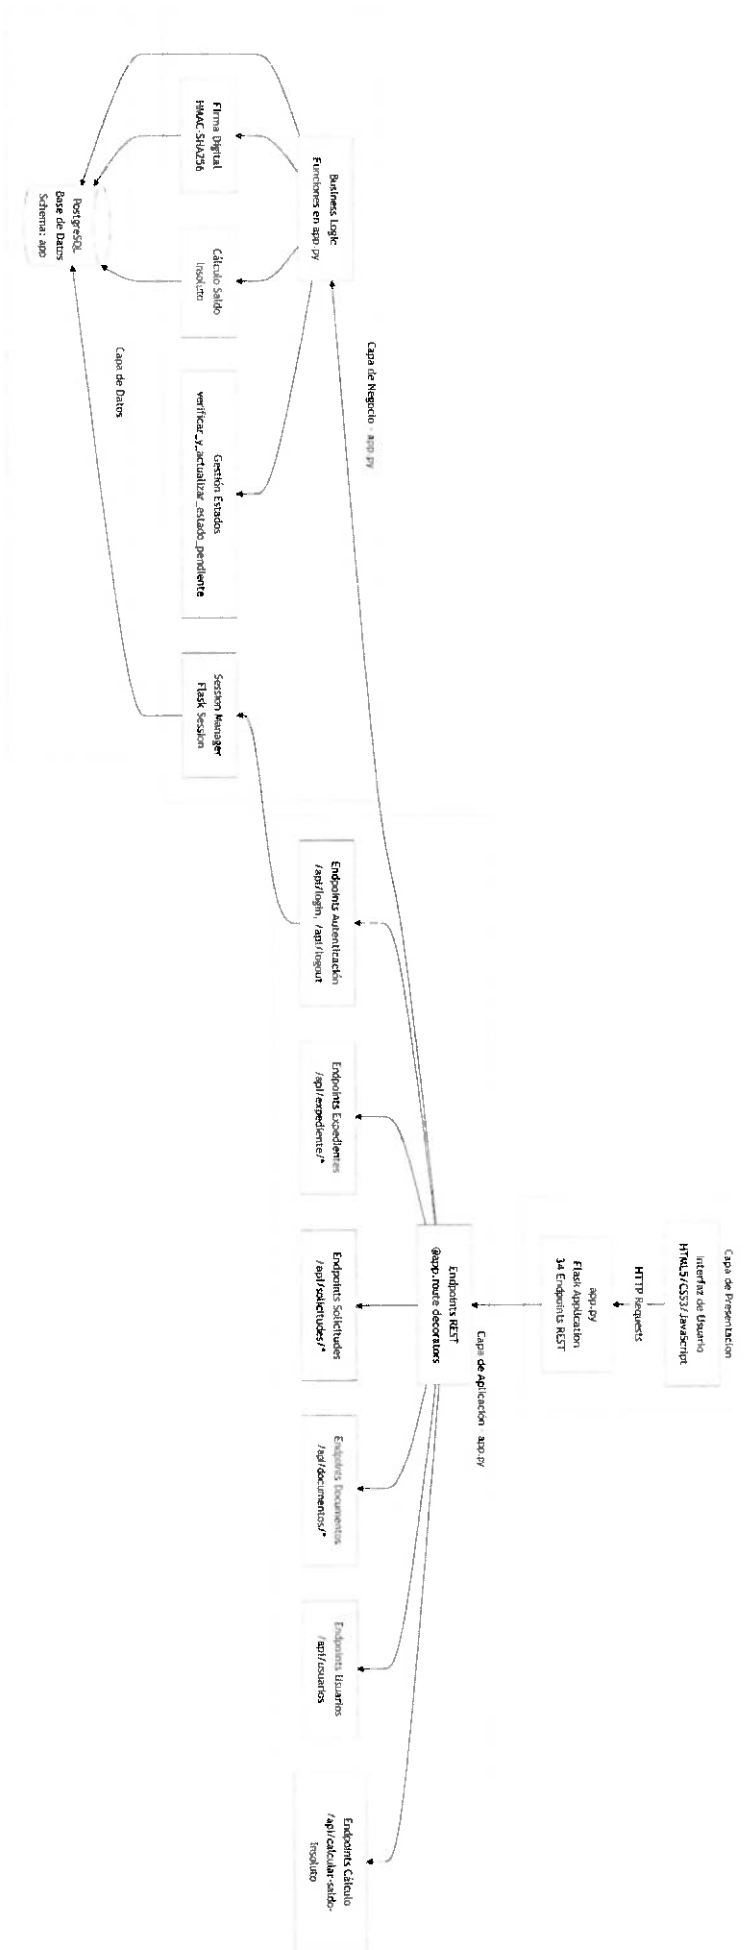 Capa de Presentacion
Interfaz de Usuario
HTML5/CSS3/JavaScript
HTTP Requests
app.py
Flask Application
34 Endpoints REST
Capa de Aplicación - app.py
Endpoints REST
@app.route decorators
Endpoints Autenticación
/api/login, /api/logout
Endpoints Expedientes
/api/expediente/*
Endpoints Solicitudes
/api/solicitudes/*
Endpoints Documentos
/api/documentos/*
Endpoints Usuarios
/api/usuarios
Endpoints Cálculo
/api/calcular-saldo-
insoluto
Capa de Negocio - app.py
Business Logic
Funciones en app.py
Firma Digital
HMAC-SHA256
Cálculo Saldo
Insoluto
Gestión Estados
verificar_y_actualizar_estado_pendiente
Session Manager
Flask Session
Capa de Datos
PostgreSQL
Base de Datos
Schema: app